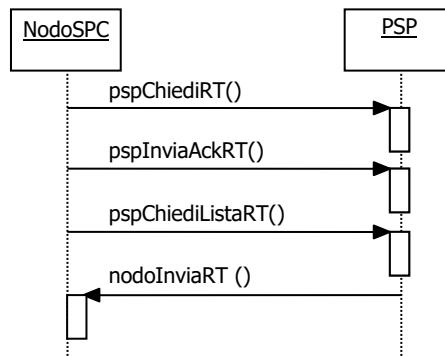 NodoSPC
PSP
pspChiediRT()
pspInviaAckRT()
pspChiediListaRT()
nodoInviaRT ()